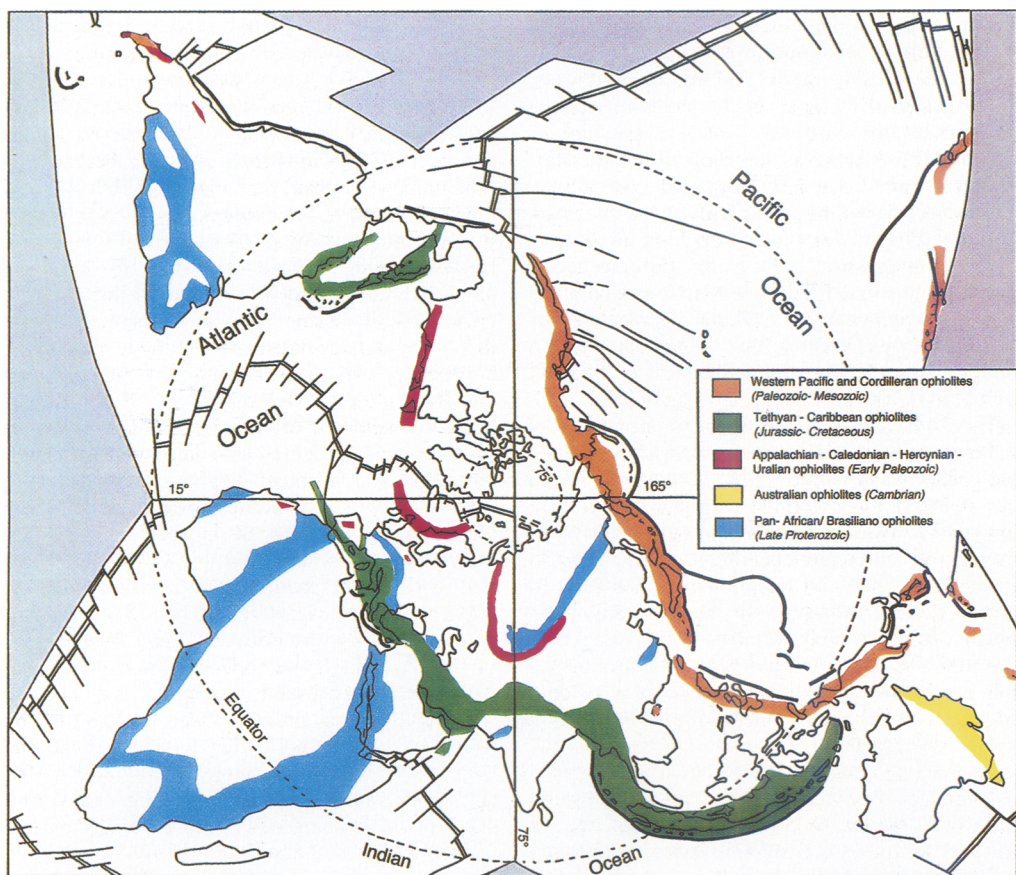 Pacific
Ocean
Atlantic
Ocean
15°
75°
165°
Equator
75°
Indian
Ocean
Western Pacific and Cordilleran ophiolites
(Paleozoic- Mesozoic)
Tethyan - Caribbean ophiolites
(Jurassic- Cretaceous)
Appalachian - Caledonian - Hercynian -
Uralian ophiolites (Early Paleozoic)
Australian ophiolites (Cambrian)
Pan- African/ Brasiliano ophiolites
(Late Proterozoic)